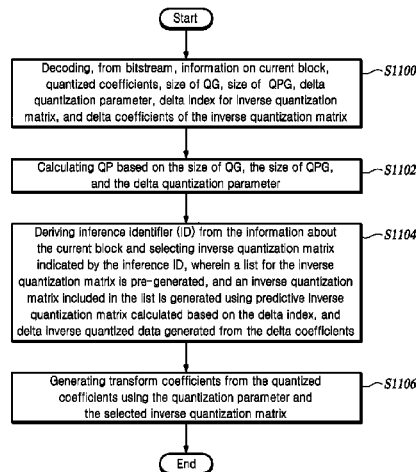 Start
Decoding, from bitstream, information on current block,
quantized coefficients, size of QG, size of QPG, delta
quantization parameter, delta index for inverse quantization
matrix, and delta coefficients of the inverse quantization matrix
S1100
Calculating QP based on the size of QG, the size of QPG,
and the delta quantization parameter
S1102
Deriving inference identifier (ID) from the information about
the current block and selecting inverse quantization matrix
indicated by the inference ID, wherein a list for the inverse
quantization matrix is pre-generated, and an inverse quantization
matrix included in the list is generated using predictive inverse
quantization matrix calculated based on the delta index, and
delta inverse quantized data generated from the delta coefficients
S1104
Generating transform coefficients from the quantized
coefficients using the quantization parameter and
the selected inverse quantization matrix
S1106
End